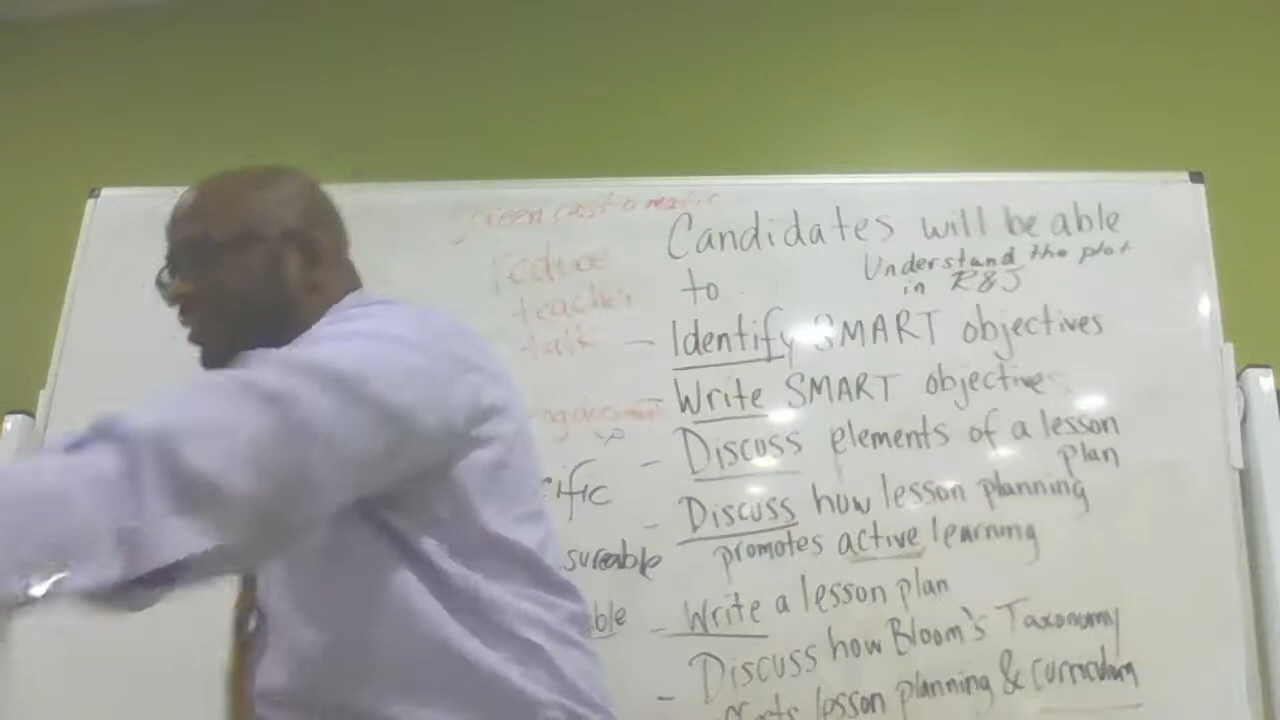 Candidates will be able
to
Understand the plot
in R&J
teacher
talk
- Identify SMART objectives
- Write SMART objectives
- Discuss elements of a lesson
plan
- Discuss how lesson planning
promotes active learning
- Write a lesson plan
- Discuss how Bloom's Taxonomy
lesson planning & curriculum